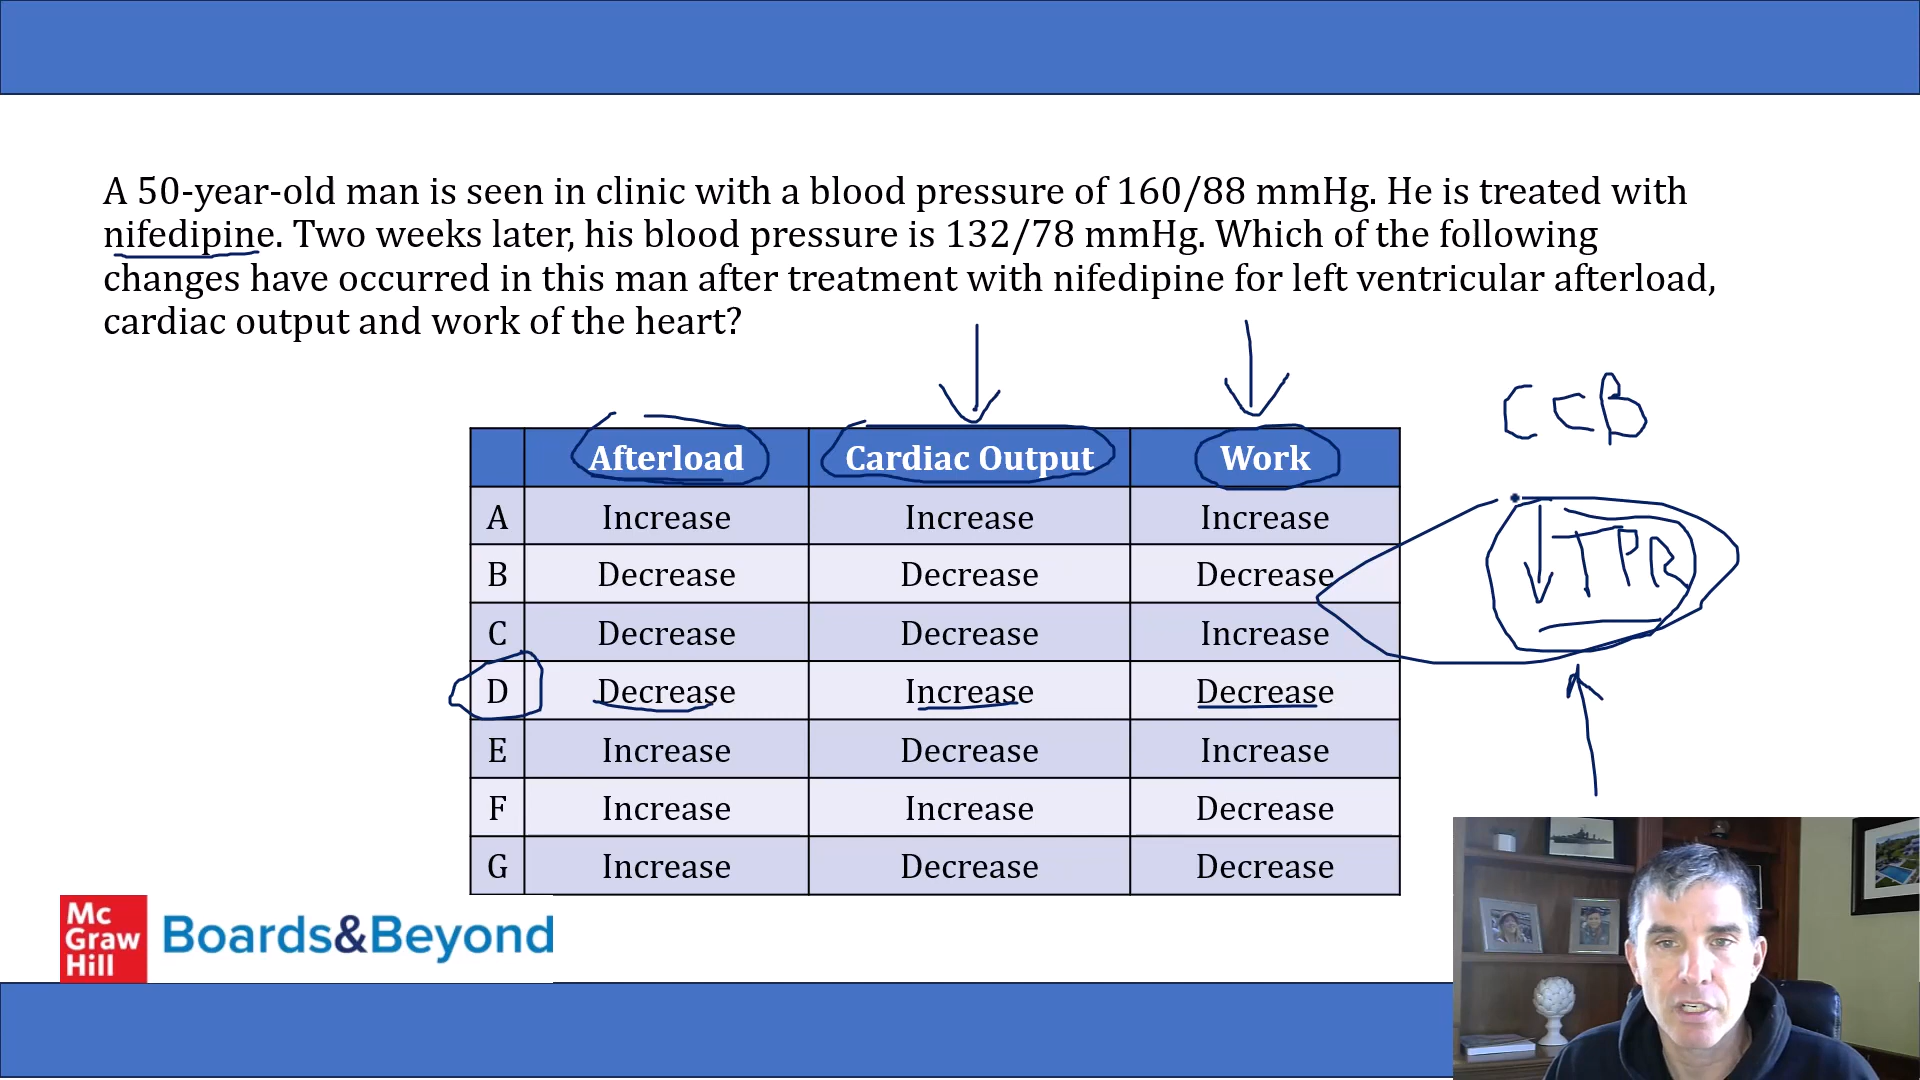 A 50-year-old man is seen in clinic with a blood pressure of 160/88 mmHg. He is treated with
nifedipine. Two weeks later, his blood pressure is 132/78 mmHg. Which of the following
changes have occurred in this man after treatment with nifedipine for left ventricular afterload,
cardiac output and work of the heart?
CCB
Afterload Cardiac Output Work
A Increase Increase Increase
↓TPR
B Decrease Decrease Decrease
C Decrease Decrease Increase
D Decrease Increase Decrease
E Increase Decrease Increase
F Increase Increase Decrease
G Increase Decrease Decrease
Mc
Graw
Hill
Boards&Beyond